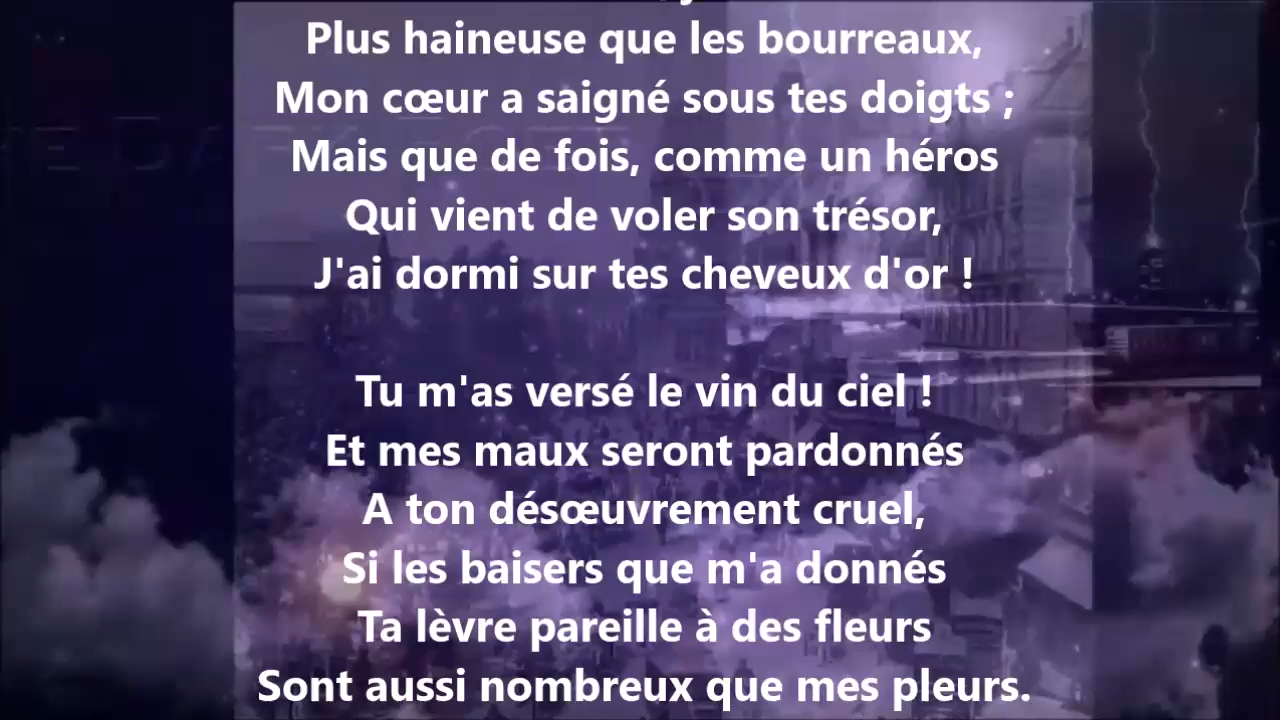 Plus haineuse que les bourreaux,
Mon cœur a saigné sous tes doigts ;
Mais que de fois, comme un héros
Qui vient de voler son trésor,
J'ai dormi sur tes cheveux d'or !
Tu m'as versé le vin du ciel !
Et mes maux seront pardonnés
A ton désœuvrement cruel,
Si les baisers que m'a donnés
Ta lèvre pareille à des fleurs
Sont aussi nombreux que mes pleurs.